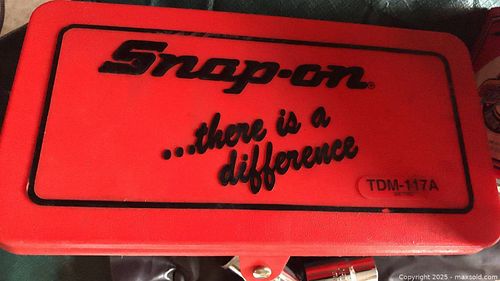 Snap-on®
...there is a
difference
TDM-117A
Copyright 2025 - maxsold.com